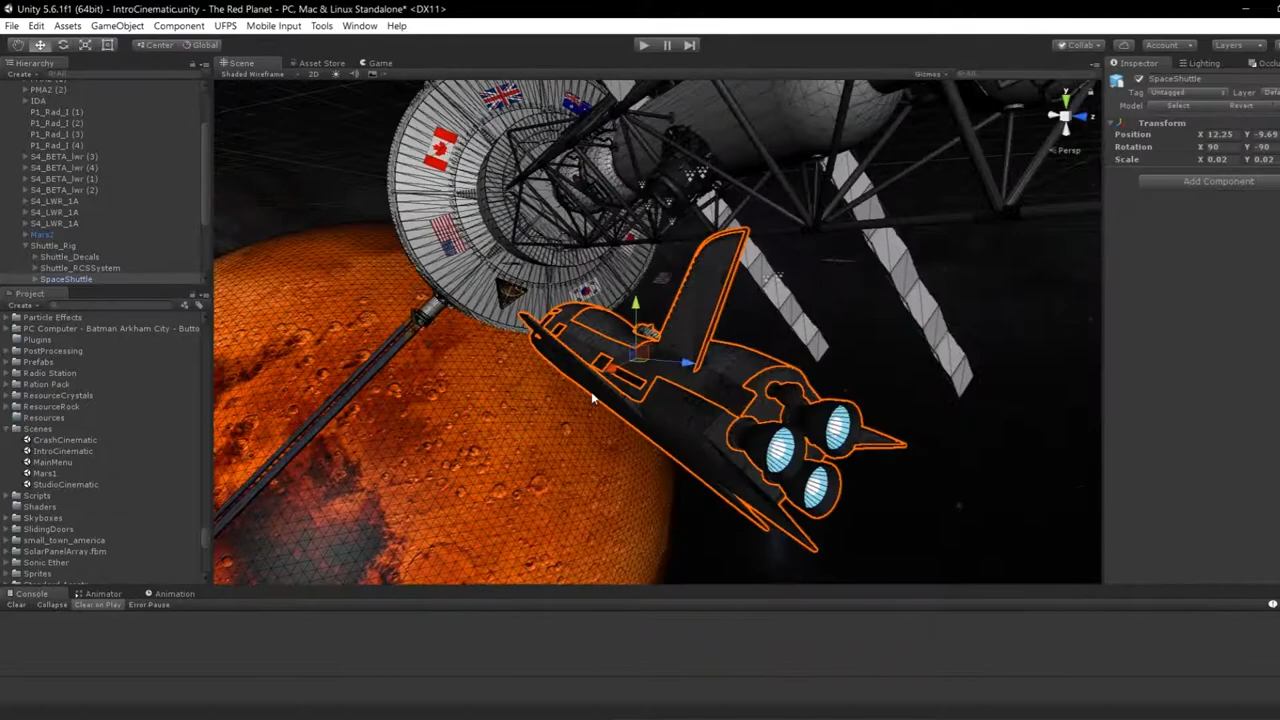 Unity 5.6.1f1 (64bit) - IntroCinematic.unity - The Red Planet - PC, Mac & Linux Standalone* <DX11>
File Edit Assets GameObject Component UFPS Mobile Input Tools Window Help
Center Global Collab Account Layers
Hierarchy Scene Asset Store Game Inspector Lighting
Create Shaded Wireframe 2D Gizmos
PMA2 (2)
IDA
P1_Rad_I (1)
P1_Rad_I (2)
P1_Rad_I (3)
P1_Rad_I (4)
S4_BETA_lwr (3)
S4_BETA_lwr (4)
S4_BETA_lwr (1)
S4_BETA_lwr (2)
S4_LWR_1A
S4_LWR_1A
S4_LWR_1A
Mars2
Shuttle_Rig
Shuttle_Decals
Shuttle_RCSSystem
SpaceShuttle
y
z
Persp
SpaceShuttle
Tag Untagged Layer
Model Select Revert
Transform
Position X 12.25 Y -9.69
Rotation X 90 Y -90
Scale X 0.02 Y 0.02
Add Component
Project
Create
Particle Effects
PC Computer - Batman Arkham City - Butto
Plugins
PostProcessing
Prefabs
Radio Station
Ration Pack
ResourceCrystals
ResourceRock
Resources
Scenes
CrashCinematic
IntroCinematic
MainMenu
Mars1
StudioCinematic
Scripts
Shaders
Skyboxes
SlidingDoors
small_town_america
SolarPanelArray.fbm
Sonic Ether
Sprites
Console Animator Animation
Clear Collapse Clear on Play Error Pause